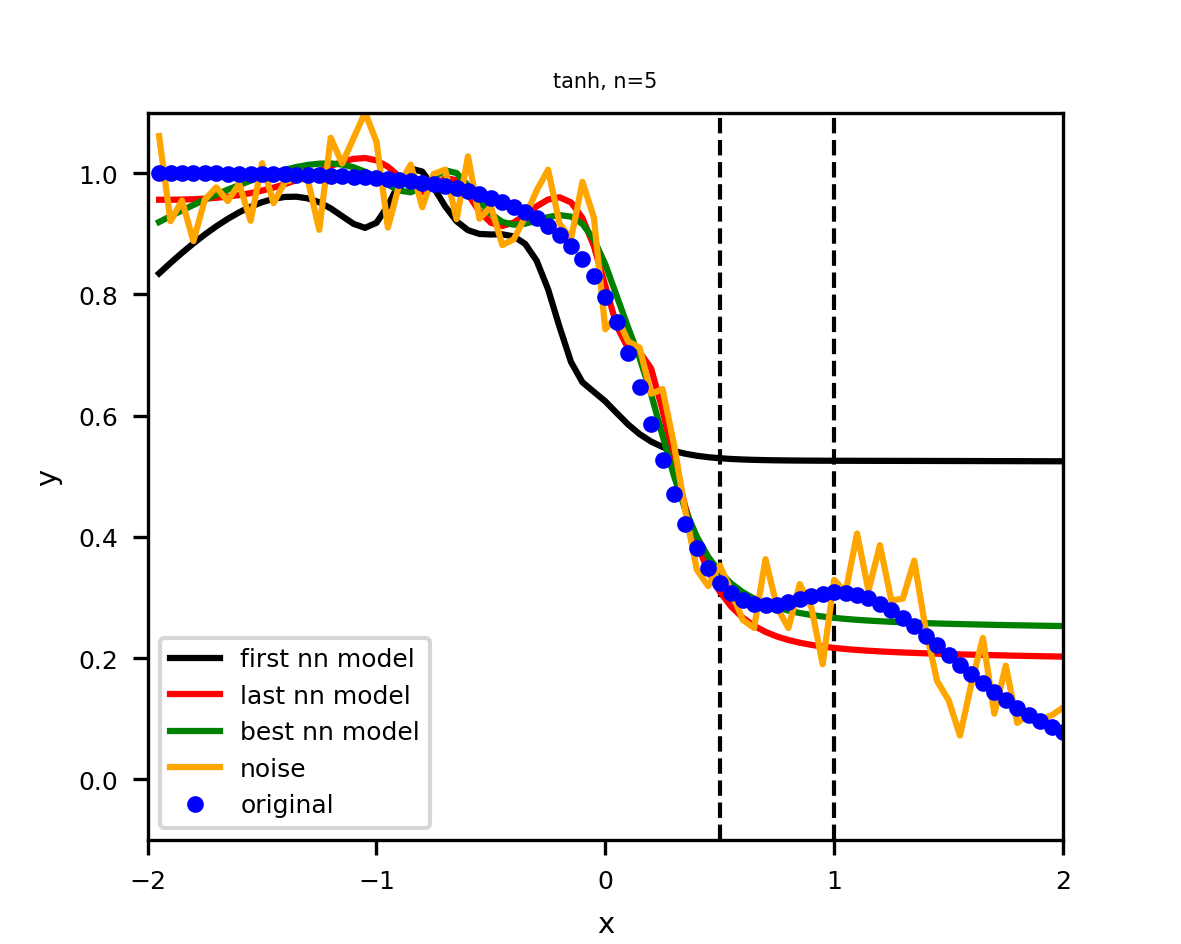 tanh, n=5
1.0
0.8
0.6
0.4
0.2
0.0
y
first nn model
last nn model
best nn model
noise
original
−2
−1
0
1
2
x